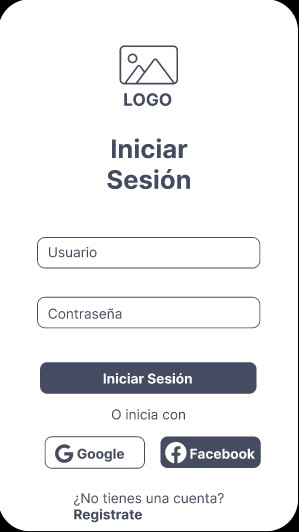 LOGO
Iniciar
Sesión
Usuario
Contraseña
Iniciar Sesión
O inicia con
Google
Facebook
¿No tienes una cuenta?
Registrate